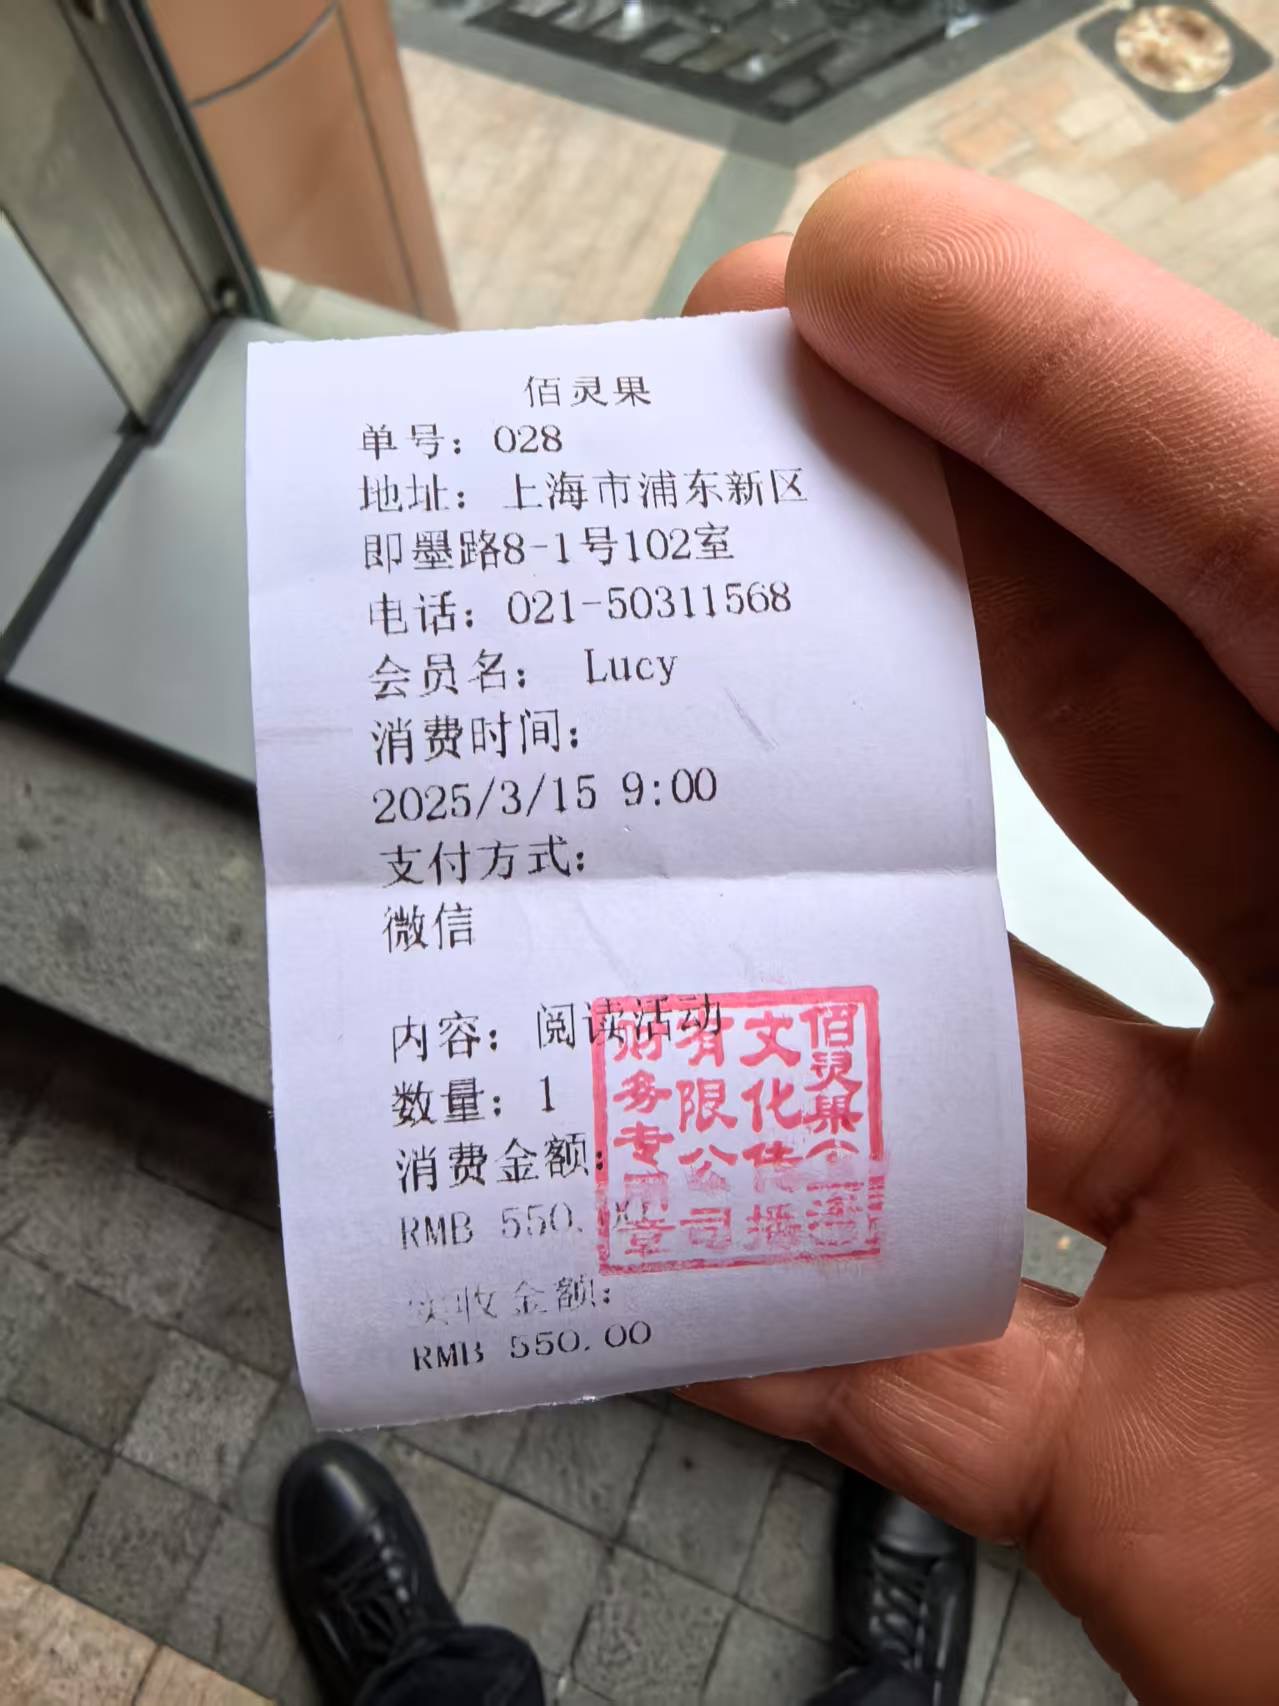 佰灵果
单号：028
地址：上海市浦东新区
即墨路8-1号102室
电话：021-50311568
会员名： Lucy
消费时间：
2025/3/15 9:00
支付方式：
微信
内容：阅读活动
数量：1
消费金额：
RMB 550.
实收金额：
RMB 550.00
佰灵果
文化传播
有限公司
财务专用章